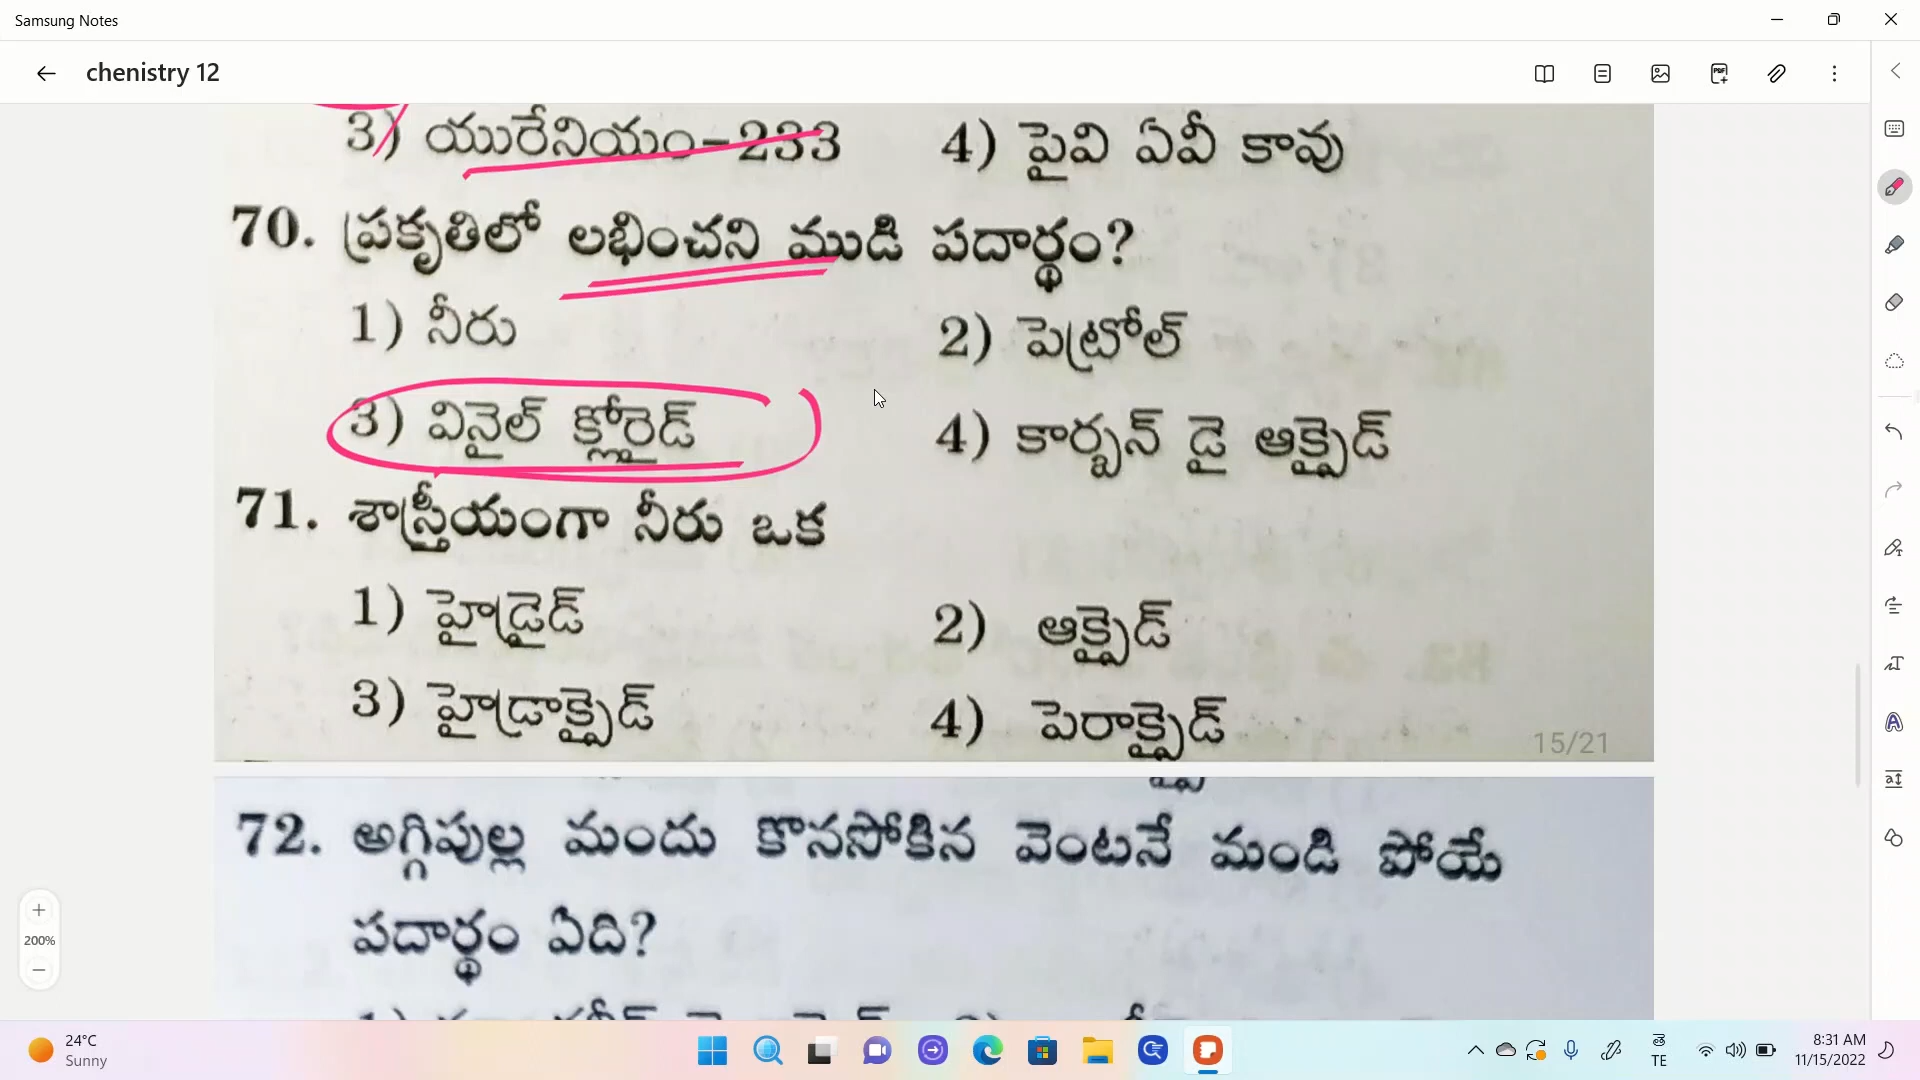 Samsung Notes
chenistry 12
3) యురేనియం-233 4) పైవి ఏవీ కావు
70. ప్రకృతిలో లభించని ముడి పదార్థం?
1) నీరు 2) పెట్రోల్
3) వినైల్ క్లోరైడ్ 4) కార్బన్ డై ఆక్సైడ్
71. శాస్త్రీయంగా నీరు ఒక
1) హైడ్రైడ్ 2) ఆక్సైడ్
3) హైడ్రాక్సైడ్ 4) పెరాక్సైడ్
15/21
72. అగ్గిపుల్ల మందు కొనసోకిన వెంటనే మండి పోయే
పదార్థం ఏది?
200%
24°C
Sunny
తె
TE
8:31 AM
11/15/2022